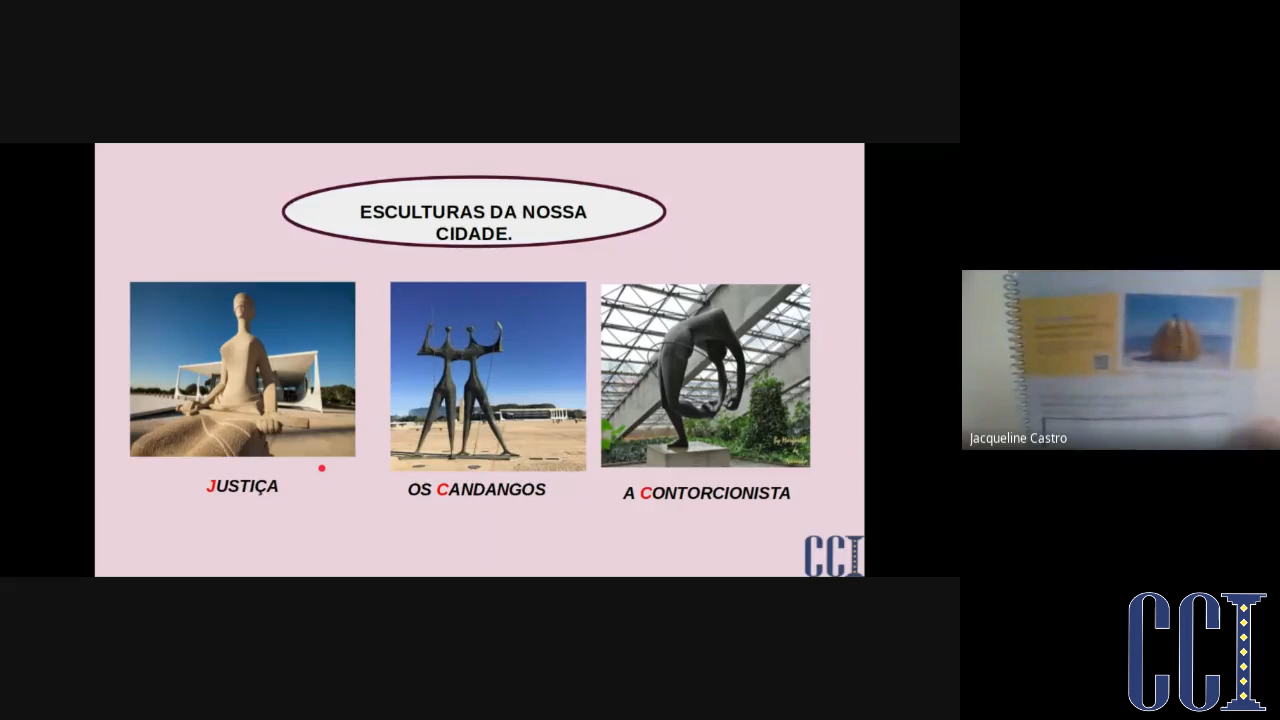 ESCULTURAS DA NOSSA
CIDADE.
JUSTIÇA
OS CANDANGOS
A CONTORCIONISTA
CCI
Jacqueline Castro
CCI